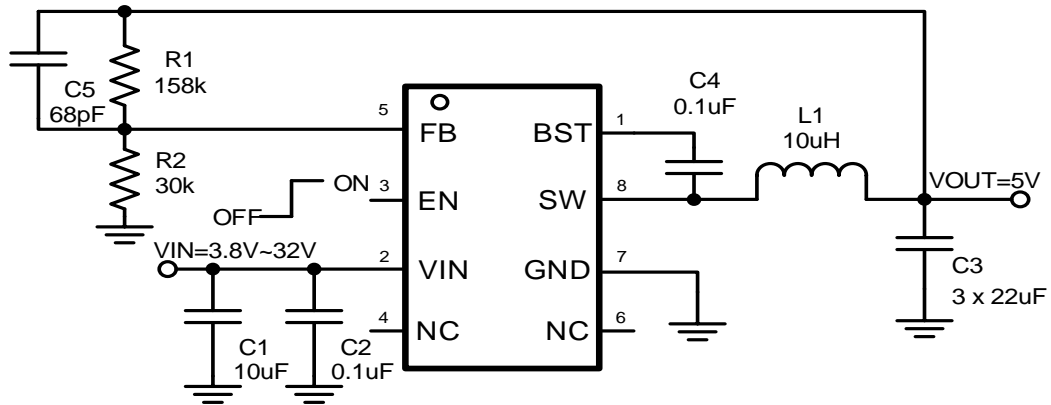 C5
68pF
R1
158k
R2
30k
OFF
ON
VIN=3.8V~32V
C1
10uF
C2
0.1uF
5
FB
3
EN
2
VIN
4
NC
BST
1
SW
8
GND
7
NC
6
C4
0.1uF
L1
10uH
VOUT=5V
C3
3 x 22uF